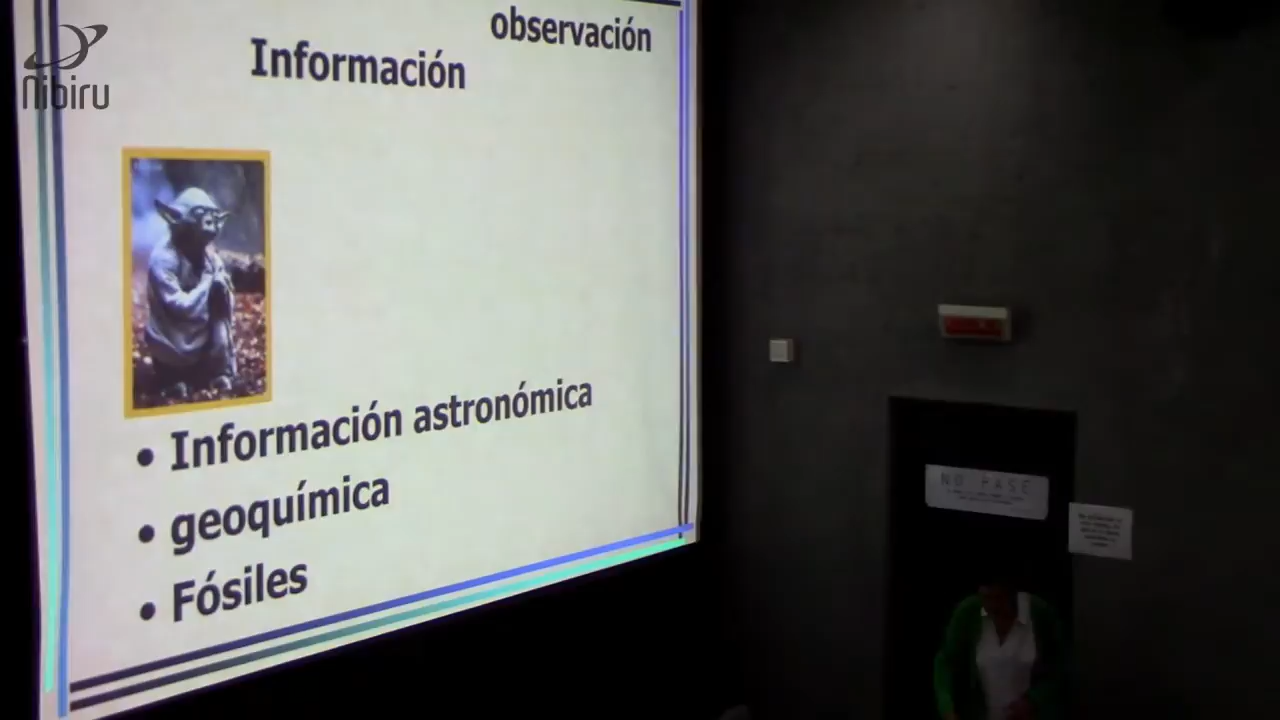 Nibiru
observación
Información
• Información astronómica
• geoquímica
• Fósiles
NO PASE